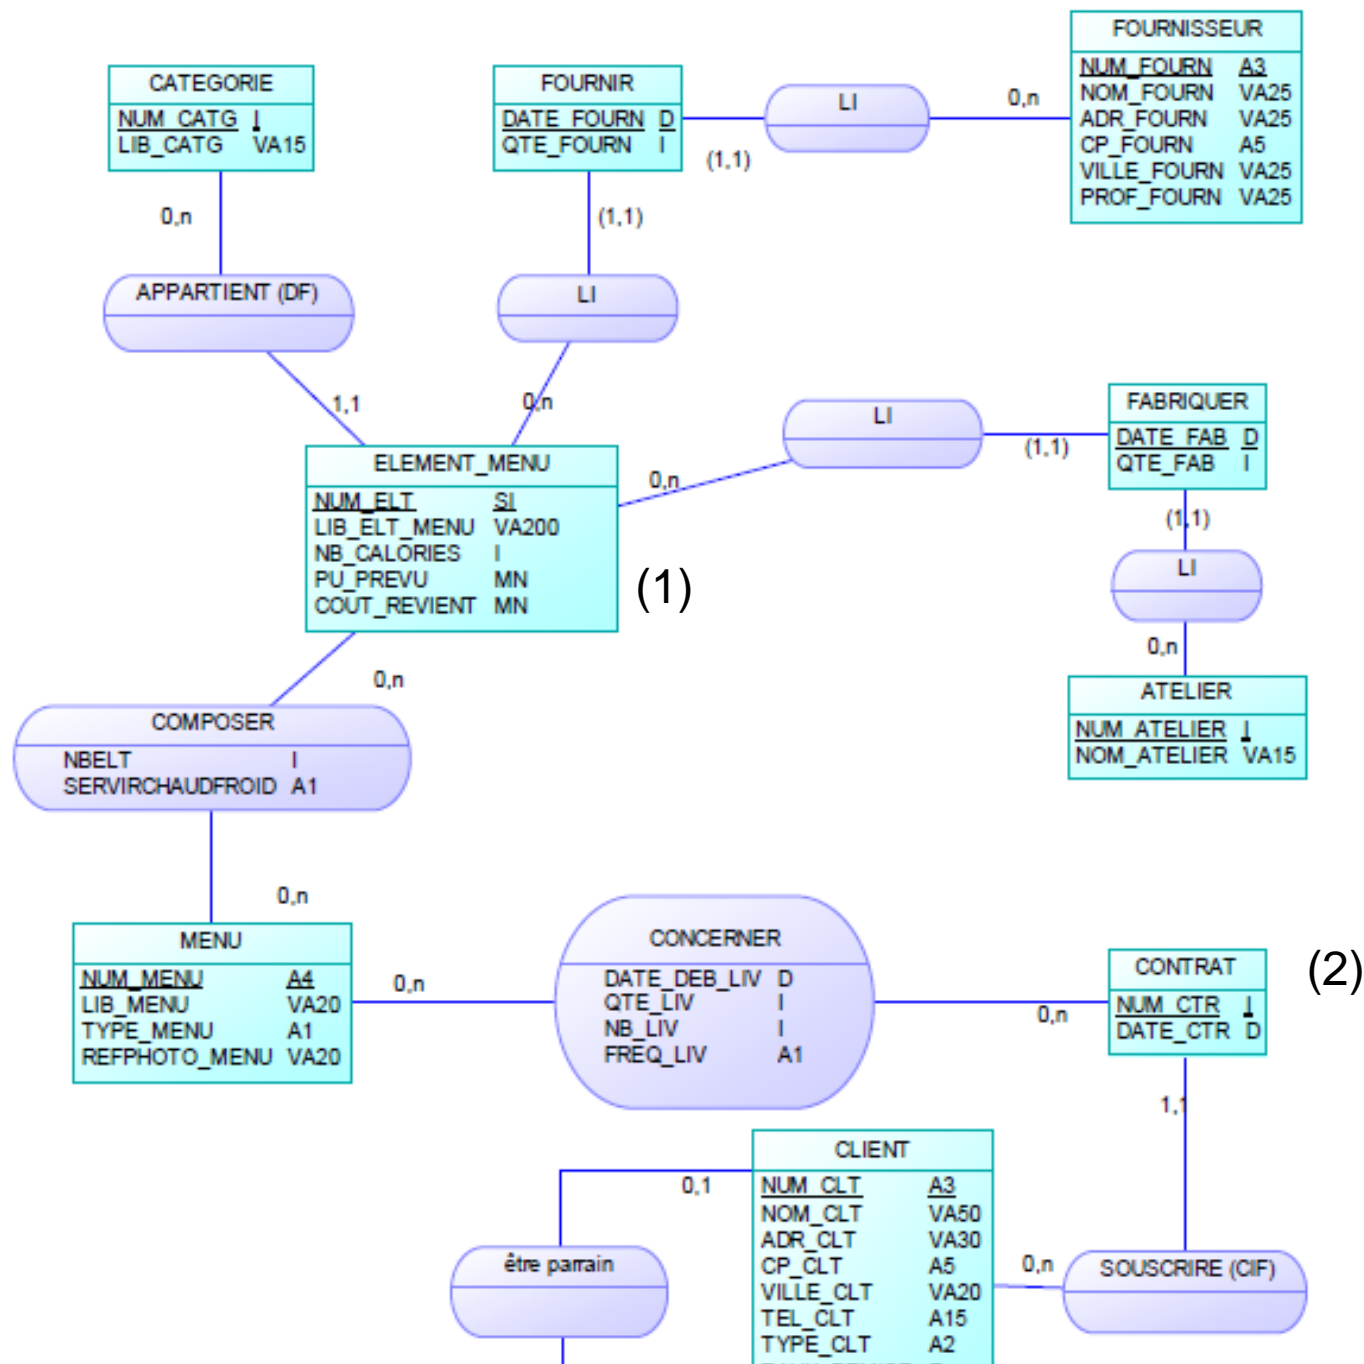 FOURNISSEUR
NUM_FOURN A3
NOM_FOURN VA25
ADR_FOURN VA25
CP_FOURN A5
VILLE_FOURN VA25
PROF_FOURN VA25
CATEGORIE
NUM_CATG I
LIB_CATG VA15
FOURNIR
DATE_FOURN D
QTE_FOURN I
LI
0,n
(1,1)
0,n
(1,1)
APPARTIENT (DF)
LI
1,1
0,n
ELEMENT_MENU
NUM_ELT SI
LIB_ELT_MENU VA200
NB_CALORIES I
PU_PREVU MN
COUT_REVIENT MN
(1)
0,n
LI
(1,1)
FABRIQUER
DATE_FAB D
QTE_FAB I
(1,1)
LI
0,n
ATELIER
NUM_ATELIER I
NOM_ATELIER VA15
0,n
COMPOSER
NBELT I
SERVIRCHAUDFROID A1
0,n
MENU
NUM_MENU A4
LIB_MENU VA20
TYPE_MENU A1
REFPHOTO_MENU VA20
0,n
CONCERNER
DATE_DEB_LIV D
QTE_LIV I
NB_LIV I
FREQ_LIV A1
0,n
CONTRAT
NUM_CTR I
DATE_CTR D
(2)
1,1
CLIENT
NUM_CLT A3
NOM_CLT VA50
ADR_CLT VA30
CP_CLT A5
VILLE_CLT VA20
TEL_CLT A15
TYPE_CLT A2
0,1
être parrain
0,n
SOUSCRIRE (CIF)